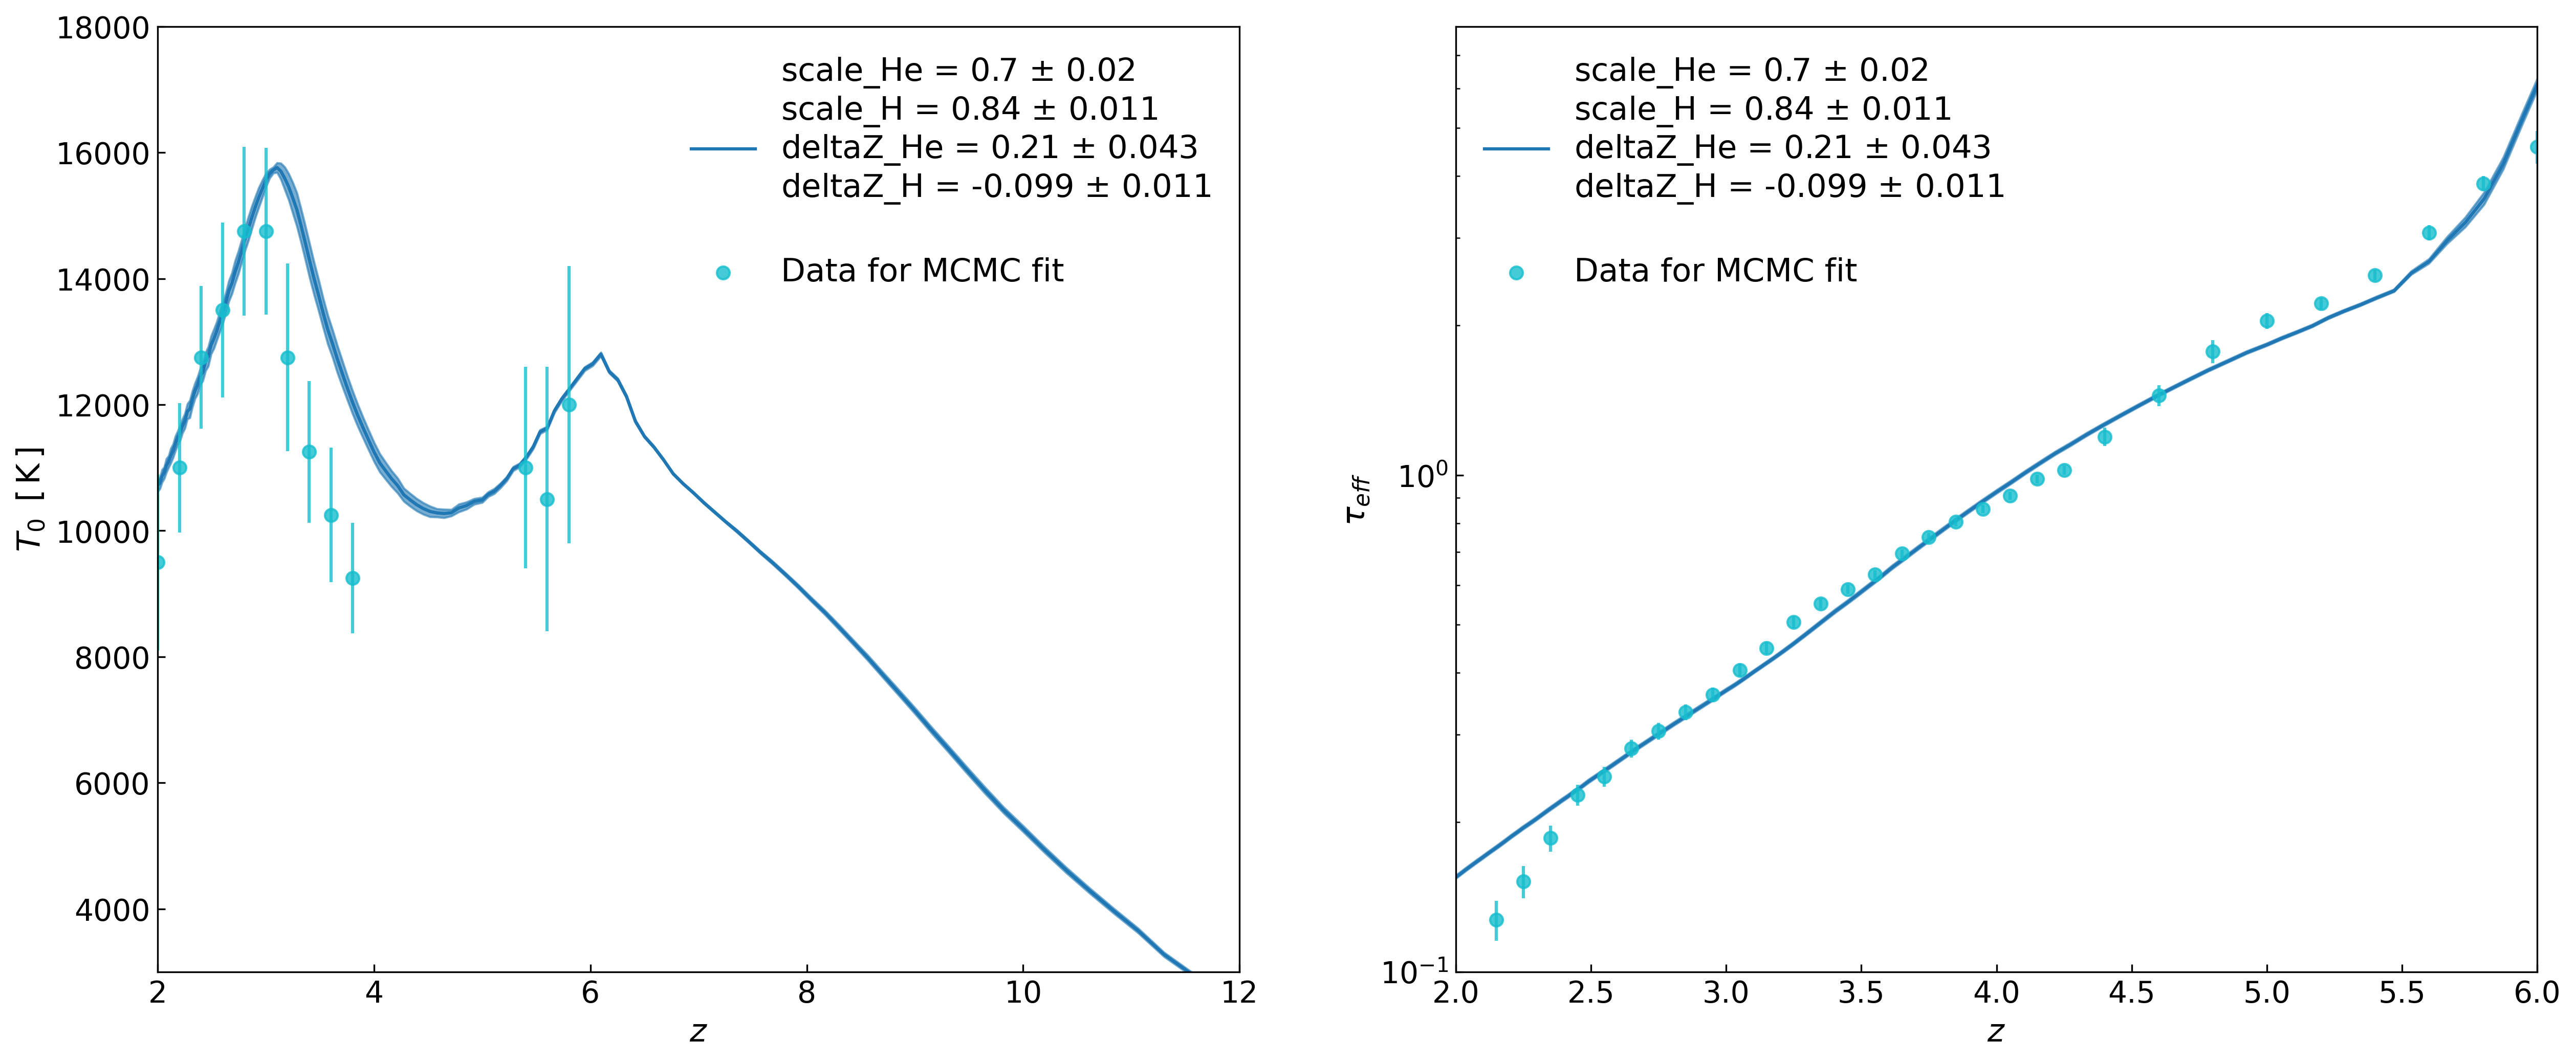 18000
16000
14000
12000
10000
8000
6000
4000
T0 [ K ]
2 4 6 8 10 12
z
scale_He = 0.7 ± 0.02
scale_H = 0.84 ± 0.011
deltaZ_He = 0.21 ± 0.043
deltaZ_H = -0.099 ± 0.011
Data for MCMC fit
10^0
10^-1
τeff
2.0 2.5 3.0 3.5 4.0 4.5 5.0 5.5 6.0
z
scale_He = 0.7 ± 0.02
scale_H = 0.84 ± 0.011
deltaZ_He = 0.21 ± 0.043
deltaZ_H = -0.099 ± 0.011
Data for MCMC fit